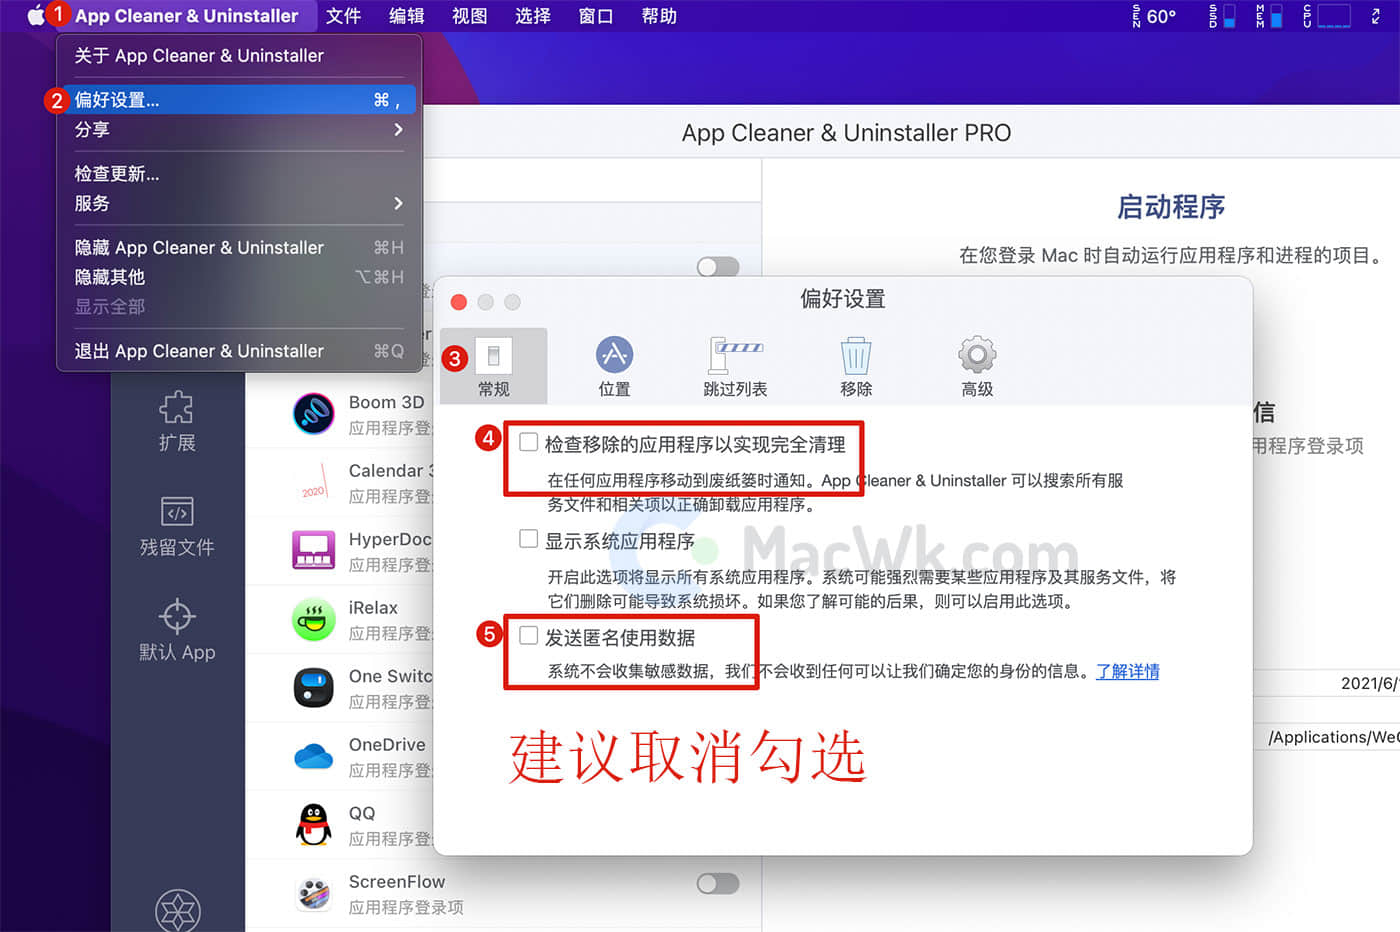 1 App Cleaner & Uninstaller 文件 编辑 视图 选择 窗口 帮助 SEN 60° SSD MEM CPU
关于 App Cleaner & Uninstaller
2 偏好设置... ⌘ ,
分享
检查更新...
服务
隐藏 App Cleaner & Uninstaller ⌘H
隐藏其他 ⌥⌘H
显示全部
退出 App Cleaner & Uninstaller ⌘Q
App Cleaner & Uninstaller PRO
启动程序
在您登录 Mac 时自动运行应用程序和进程的项目。
扩展
残留文件
默认 App
Boom 3D
应用程序登
Calendar 3
应用程序登
2020
HyperDoc
应用程序登
iRelax
应用程序登
One Switc
应用程序登
OneDrive
应用程序登
QQ
应用程序登
ScreenFlow
应用程序登录项
偏好设置
3 常规
位置
跳过列表
移除
高级
4 检查移除的应用程序以实现完全清理
在任何应用程序移动到废纸篓时通知。App Cleaner & Uninstaller 可以搜索所有服
务文件和相关项以正确卸载应用程序。
显示系统应用程序
MacWk.com
开启此选项将显示所有系统应用程序。系统可能强烈需要某些应用程序及其服务文件，将
它们删除可能导致系统损坏。如果您了解可能的后果，则可以启用此选项。
5 发送匿名使用数据
系统不会收集敏感数据，我们不会收到任何可以让我们确定您的身份的信息。了解详情
建议取消勾选
信
用程序登录项
2021/6/
/Applications/We